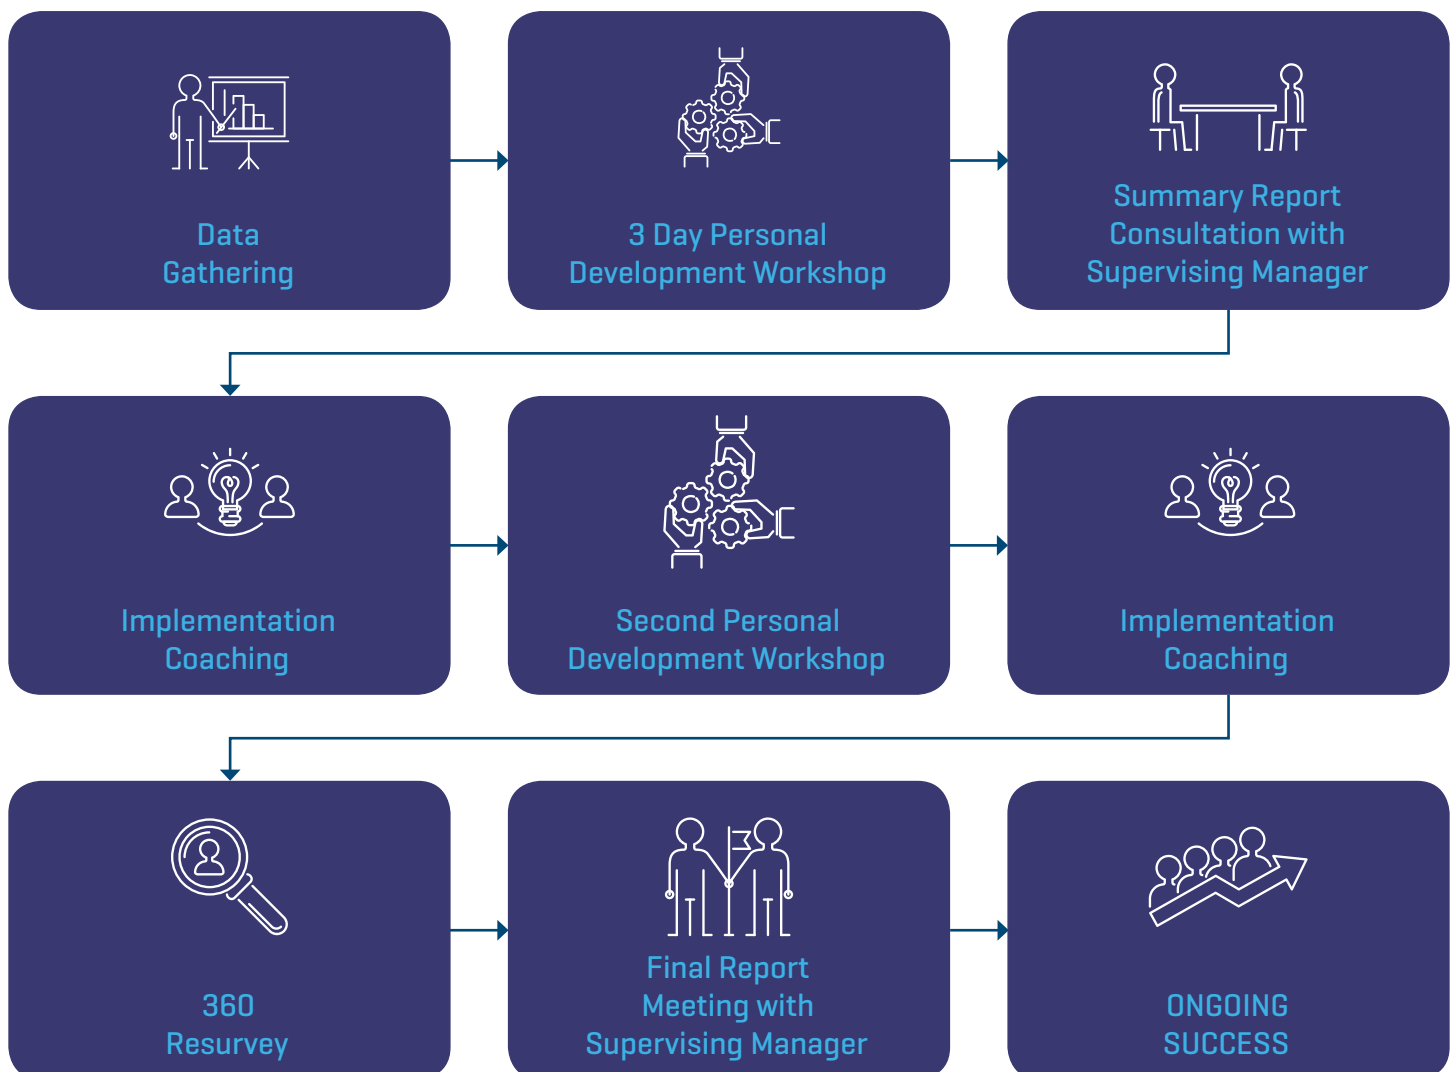 Data
Gathering
3 Day Personal
Development Workshop
Summary Report
Consultation with
Supervising Manager
Implementation
Coaching
Second Personal
Development Workshop
Implementation
Coaching
360
Resurvey
Final Report
Meeting with
Supervising Manager
ONGOING
SUCCESS